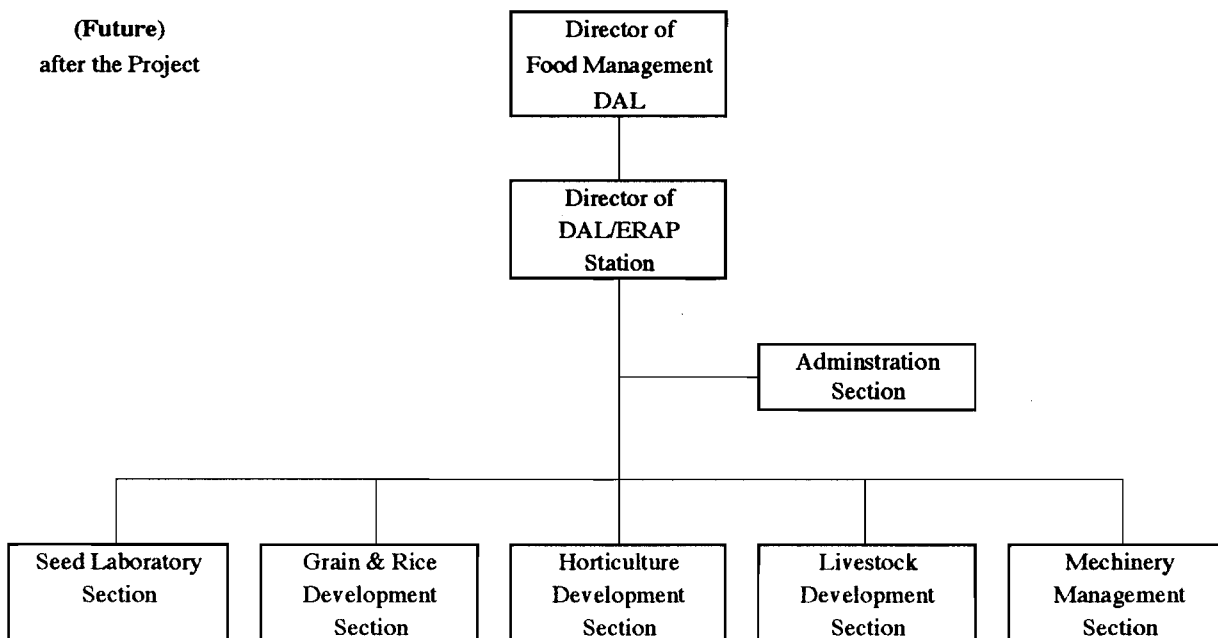 (Future)
after the Project
Director of
Food Management
DAL
Director of
DAL/ERAP
Station
Adminstration
Section
Seed Laboratory
Section
Grain & Rice
Development
Section
Horticulture
Development
Section
Livestock
Development
Section
Mechinery
Management
Section